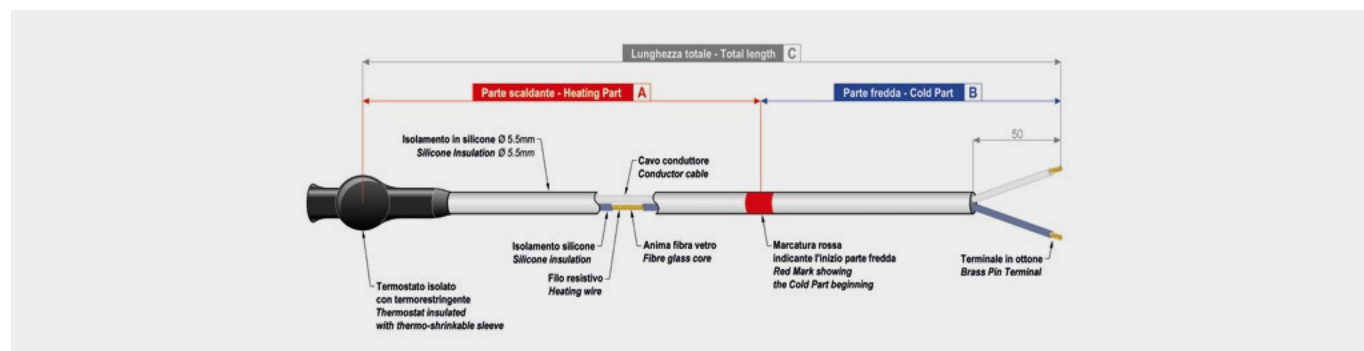 Lunghezza totale - Total length C
Parte scaldante - Heating Part A
Parte fredda - Cold Part B
50
Isolamento in silicone Ø 5.5mm
Silicone Insulation Ø 5.5mm
Cavo conduttore
Conductor cable
Isolamento silicone
Silicone insulation
Filo resistivo
Heating wire
Anima fibra vetro
Fibre glass core
Marcatura rossa
indicante l'inizio parte fredda
Red Mark showing
the Cold Part beginning
Terminale in ottone
Brass Pin Terminal
Termostato isolato
con termorestringente
Thermostat insulated
with thermo-shrinkable sleeve